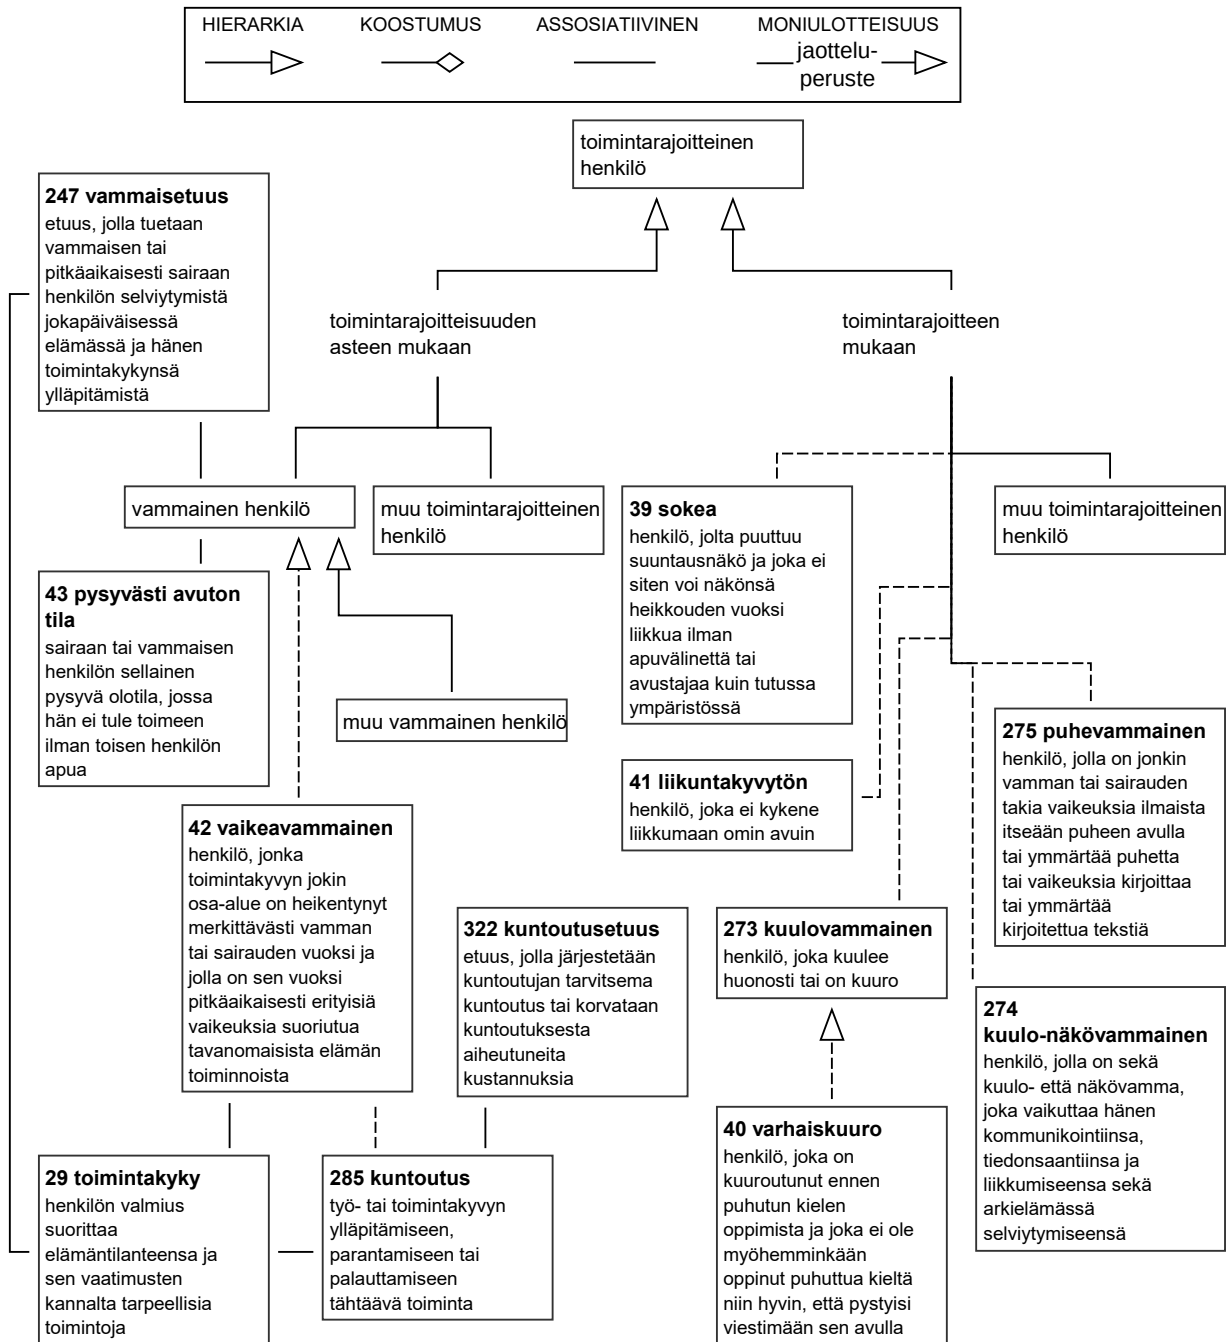 HIERARKIA
KOOSTUMUS
ASSOSIATIIVINEN
MONIULOTTEISUUS
jaottelu-
peruste
toimintarajoitteinen
henkilö
247 vammaisetuus
etuus, jolla tuetaan
vammaisen tai
pitkäaikaisesti sairaan
henkilön selviytymistä
jokapäiväisessä
elämässä ja hänen
toimintakykynsä
ylläpitämistä
toimintarajoitteisuuden
asteen mukaan
toimintarajoitteen
mukaan
vammainen henkilö
muu toimintarajoitteinen
henkilö
39 sokea
henkilö, jolta puuttuu
suuntausnäkö ja joka ei
siten voi näkönsä
heikkouden vuoksi
liikkua ilman
apuvälinettä tai
avustajaa kuin tutussa
ympäristössä
muu toimintarajoitteinen
henkilö
43 pysyvästi avuton
tila
sairaan tai vammaisen
henkilön sellainen
pysyvä olotila, jossa
hän ei tule toimeen
ilman toisen henkilön
apua
muu vammainen henkilö
275 puhevammainen
henkilö, jolla on jonkin
vamman tai sairauden
takia vaikeuksia ilmaista
itseään puheen avulla
tai ymmärtää puhetta
tai vaikeuksia kirjoittaa
tai ymmärtää
kirjoitettua tekstiä
41 liikuntakyvytön
henkilö, joka ei kykene
liikkumaan omin avuin
42 vaikeavammainen
henkilö, jonka
toimintakyvyn jokin
osa-alue on heikentynyt
merkittävästi vamman
tai sairauden vuoksi ja
jolla on sen vuoksi
pitkäaikaisesti erityisiä
vaikeuksia suoriutua
tavanomaisista elämän
toiminnoista
322 kuntoutusetuus
etuus, jolla järjestetään
kuntoutujan tarvitsema
kuntoutus tai korvataan
kuntoutuksesta
aiheutuneita
kustannuksia
273 kuulovammainen
henkilö, joka kuulee
huonosti tai on kuuro
274
kuulo-näkövammainen
henkilö, jolla on sekä
kuulo- että näkövamma,
joka vaikuttaa hänen
kommunikointiinsa,
tiedonsaantiinsa ja
liikkumiseensa sekä
arkielämässä
selviytymiseensä
29 toimintakyky
henkilön valmius
suorittaa
elämäntilanteensa ja
sen vaatimusten
kannalta tarpeellisia
toimintoja
285 kuntoutus
työ- tai toimintakyvyn
ylläpitämiseen,
parantamiseen tai
palauttamiseen
tähtäävä toiminta
40 varhaiskuuro
henkilö, joka on
kuuroutunut ennen
puhutun kielen
oppimista ja joka ei ole
myöhemminkään
oppinut puhuttua kieltä
niin hyvin, että pystyisi
viestimään sen avulla